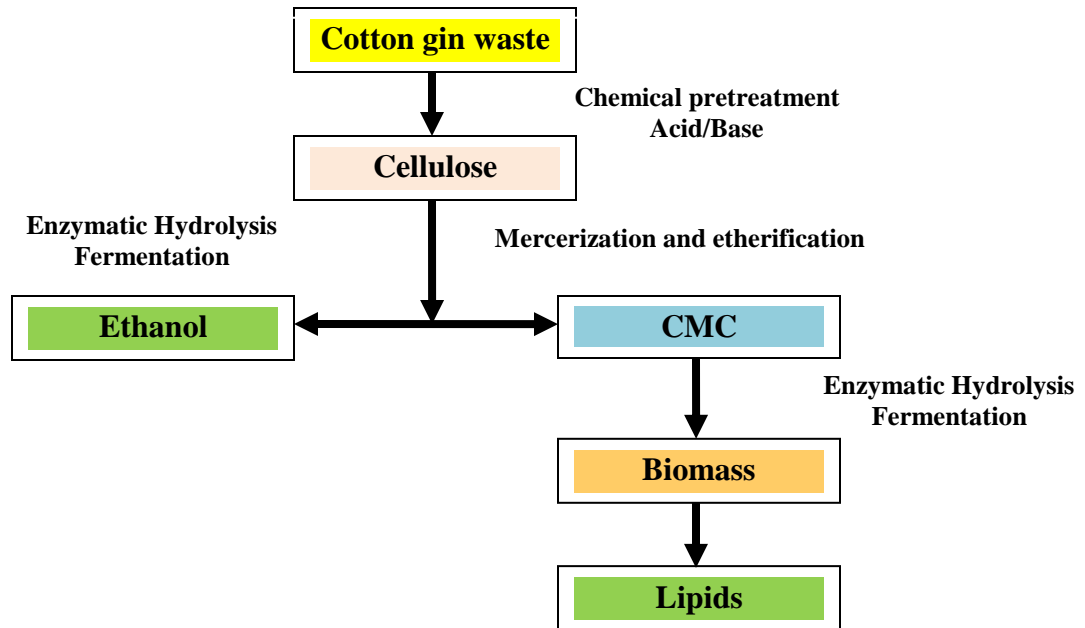 Cotton gin waste
Chemical pretreatment
Acid/Base
Cellulose
Enzymatic Hydrolysis
Fermentation
Mercerization and etherification
Ethanol
CMC
Enzymatic Hydrolysis
Fermentation
Biomass
Lipids